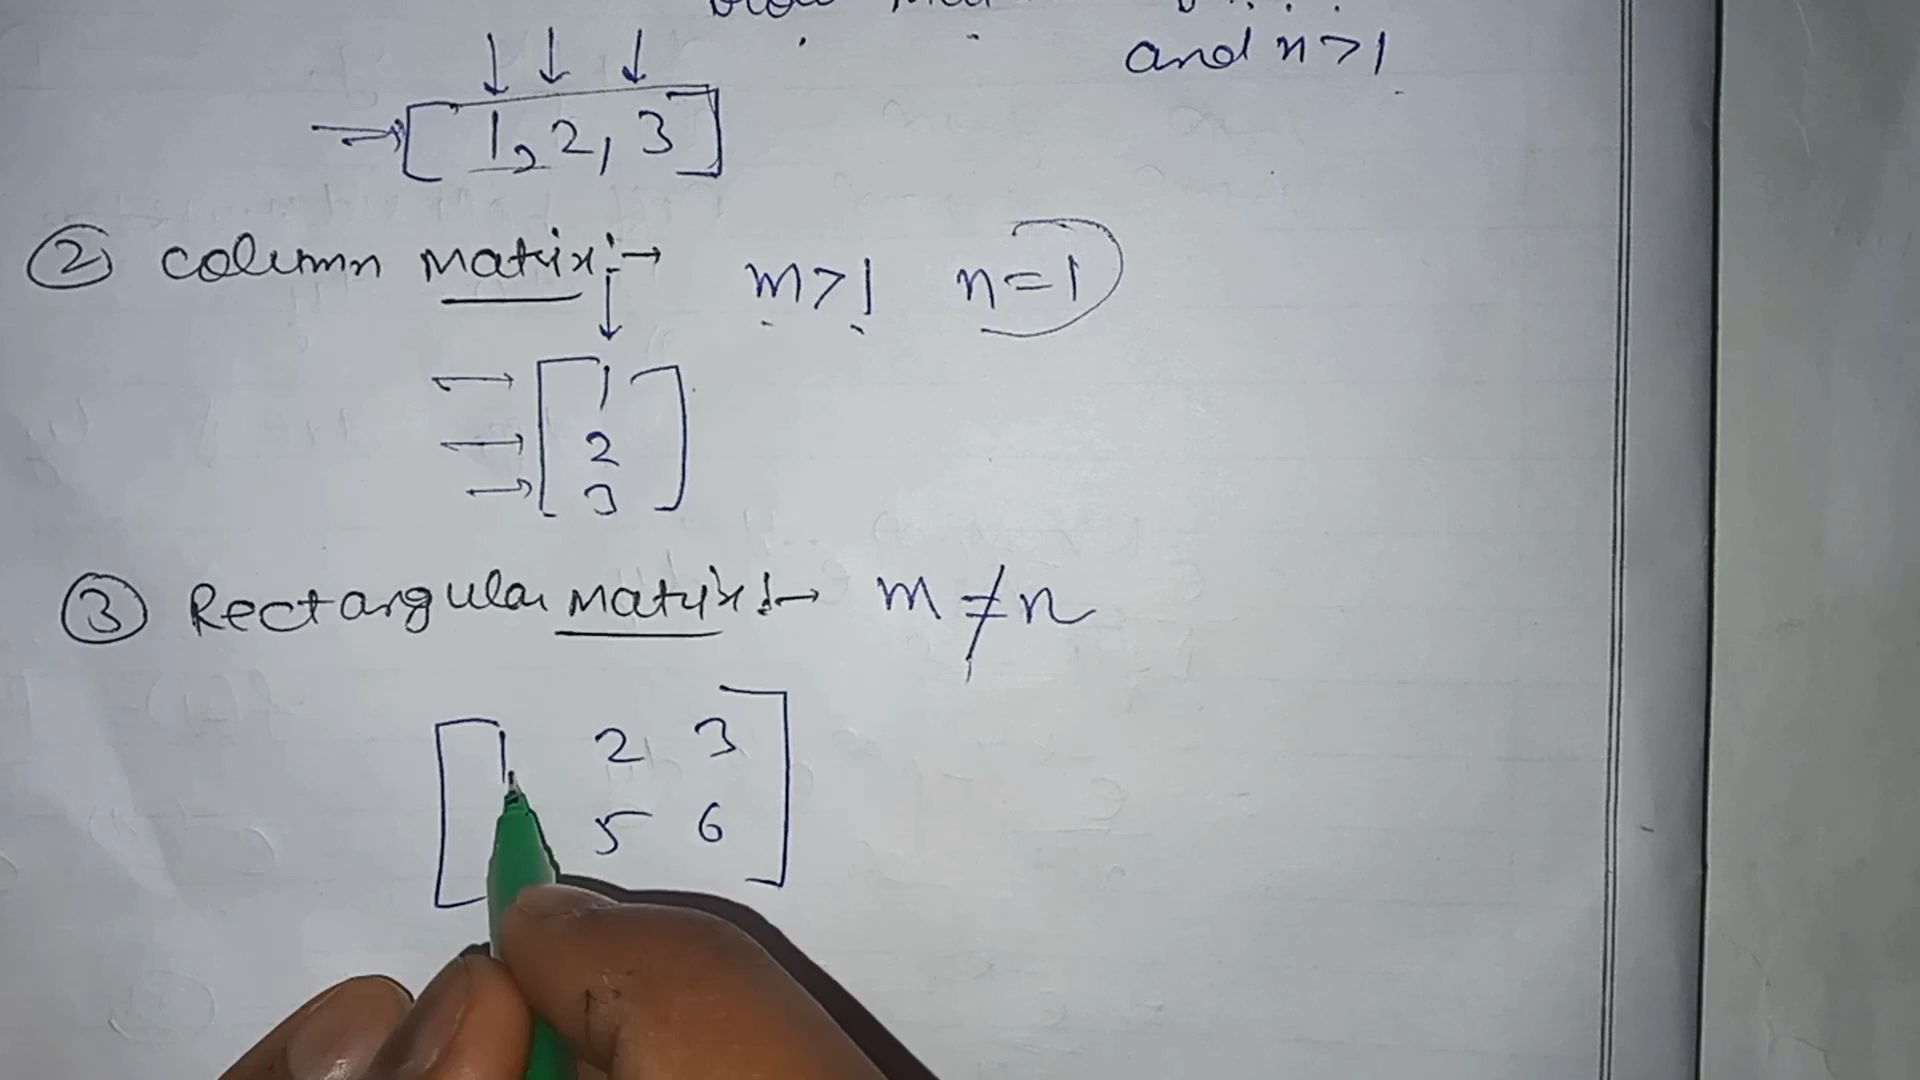 and n>1
[ 1, 2, 3 ]
② column matrix :→ m>1 n=1
1
2
3
③ Rectangular matrix :→ m≠n
1 2 3
5 6